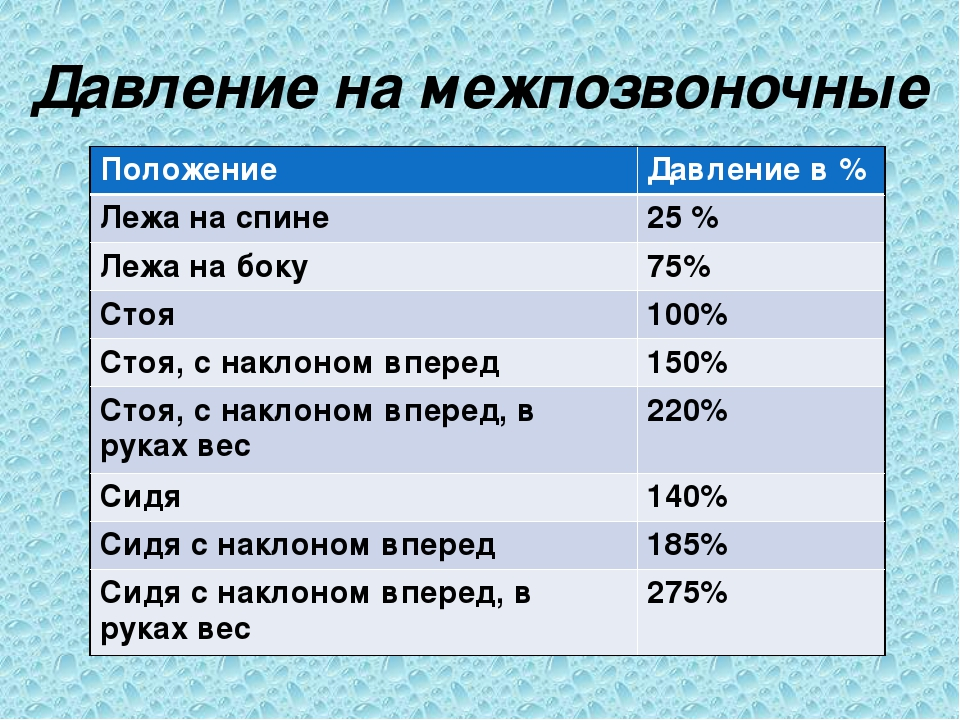 Давление на межпозвоночные
Положение Давление в %
Лежа на спине 25 %
Лежа на боку 75%
Стоя 100%
Стоя, с наклоном вперед 150%
Стоя, с наклоном вперед, в 220%
руках вес
Сидя 140%
Сидя с наклоном вперед 185%
Сидя с наклоном вперед, в 275%
руках вес